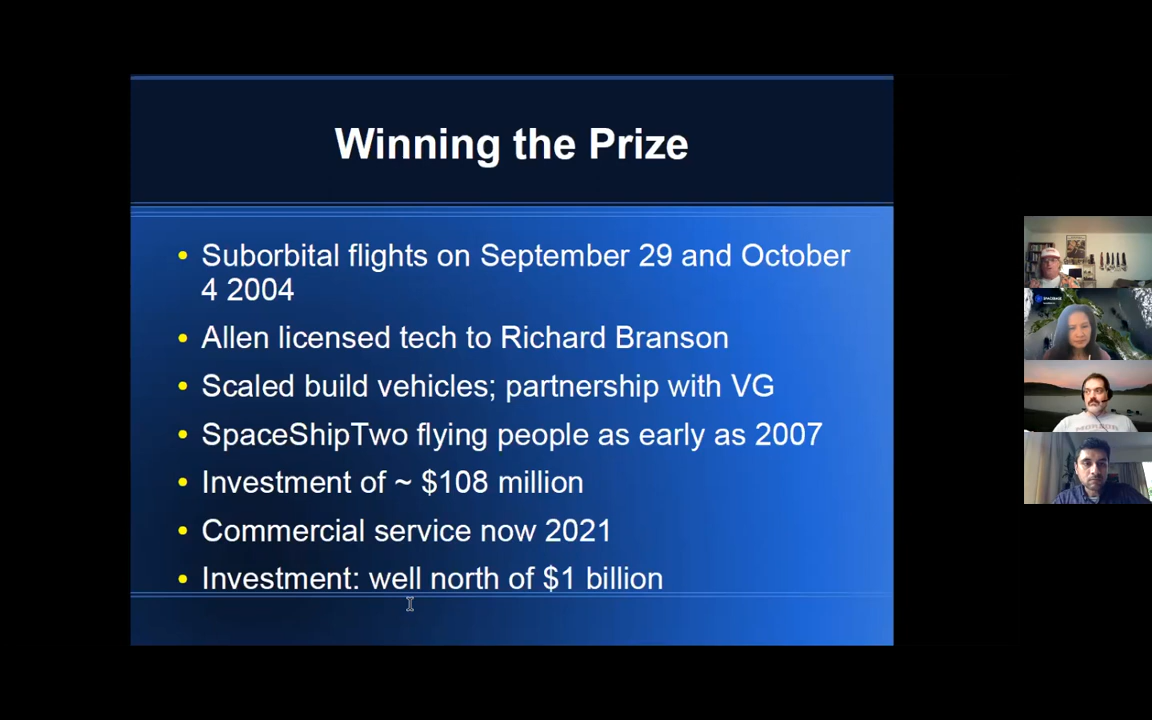 Winning the Prize
• Suborbital flights on September 29 and October
4 2004
• Allen licensed tech to Richard Branson
• Scaled build vehicles; partnership with VG
• SpaceShipTwo flying people as early as 2007
• Investment of ~ $108 million
• Commercial service now 2021
• Investment: well north of $1 billion
SPACEBASE